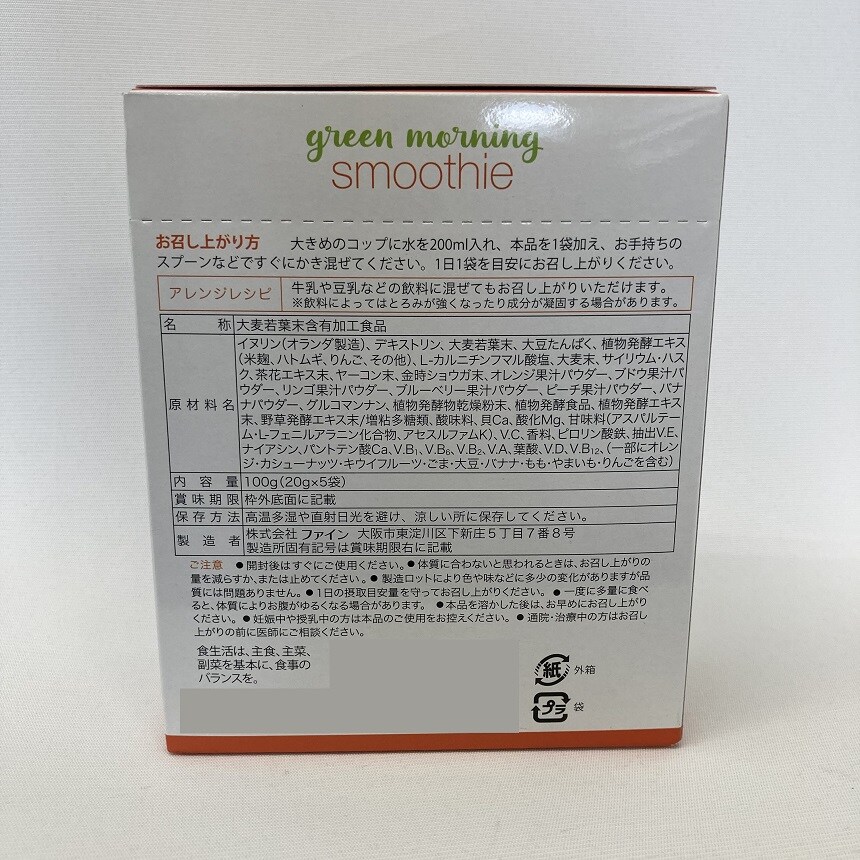 green morning
smoothie
お召し上がり方　大きめのコップに水を200ml入れ、本品を1袋加え、お手持ちの
スプーンなどですぐにかき混ぜてください。1日1袋を目安にお召し上がりください。
アレンジレシピ　牛乳や豆乳などの飲料に混ぜてもお召し上がりいただけます。
※飲料によってはとろみが強くなったり成分が凝固する場合があります。
名称　大麦若葉末含有加工食品
原材料名　イヌリン(オランダ製造)、デキストリン、大麦若葉末、大豆たんぱく、植物発酵エキス
(米麹、ハトムギ、りんご、その他)、L-カルニチンフマル酸塩、大麦末、サイリウム・ハス
ク、茶花エキス末、ヤーコン末、金時ショウガ末、オレンジ果汁パウダー、ブドウ果汁パ
ウダー、リンゴ果汁パウダー、ブルーベリー果汁パウダー、ピーチ果汁パウダー、バナ
ナパウダー、グルコマンナン、植物発酵物乾燥粉末、植物発酵食品、植物発酵エキス
末、野草発酵エキス末/増粘多糖類、酸味料、貝Ca、酸化Mg、甘味料(アスパルテー
ム・L-フェニルアラニン化合物、アセスルファムK)、V.C、香料、ピロリン酸鉄、抽出V.E、
ナイアシン、パントテン酸Ca、V.B1、V.B6、V.B2、V.A、葉酸、V.D、V.B12、(一部にオレン
ジ・カシューナッツ・キウイフルーツ・ごま・大豆・バナナ・もも・やまいも・りんごを含む)
内容量　100g(20g×5袋)
賞味期限　枠外底面に記載
保存方法　高温多湿や直射日光を避け、涼しい所に保存してください。
製造者　株式会社 ファイン 大阪市東淀川区下新庄5丁目7番8号
製造所固有記号は賞味期限右に記載
ご注意　●開封後はすぐにご使用ください。●体質に合わないと思われるときは、お召し上がりの
量を減らすか、または止めてください。●製造ロットにより色や味などに多少の変化がありますが品
質には問題ありません。●1日の摂取目安量を守ってお召し上がりください。●一度に多量に食べ
ると、体質によりお腹がゆるくなる場合があります。●本品を溶かした後は、お早めにお召し上がり
ください。●妊娠中や授乳中の方は本品のご使用をお控えください。●通院・治療中の方はお召し
上がりの前に医師にご相談ください。
食生活は、主食、主菜、
副菜を基本に、食事の
バランスを。
紙 外箱
プラ 袋